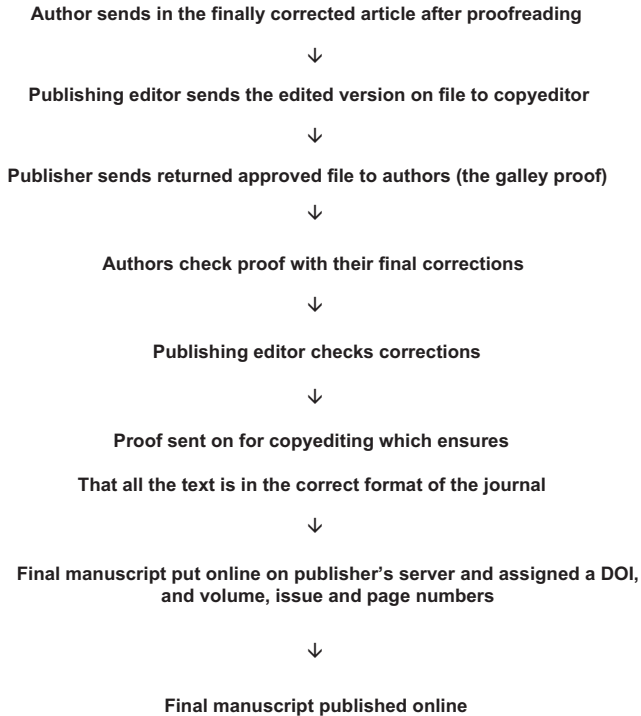 Author sends in the finally corrected article after proofreading
↓
Publishing editor sends the edited version on file to copyeditor
↓
Publisher sends returned approved file to authors (the galley proof)
↓
Authors check proof with their final corrections
↓
Publishing editor checks corrections
↓
Proof sent on for copyediting which ensures
That all the text is in the correct format of the journal
↓
Final manuscript put online on publisher’s server and assigned a DOI,
and volume, issue and page numbers
↓
Final manuscript published online